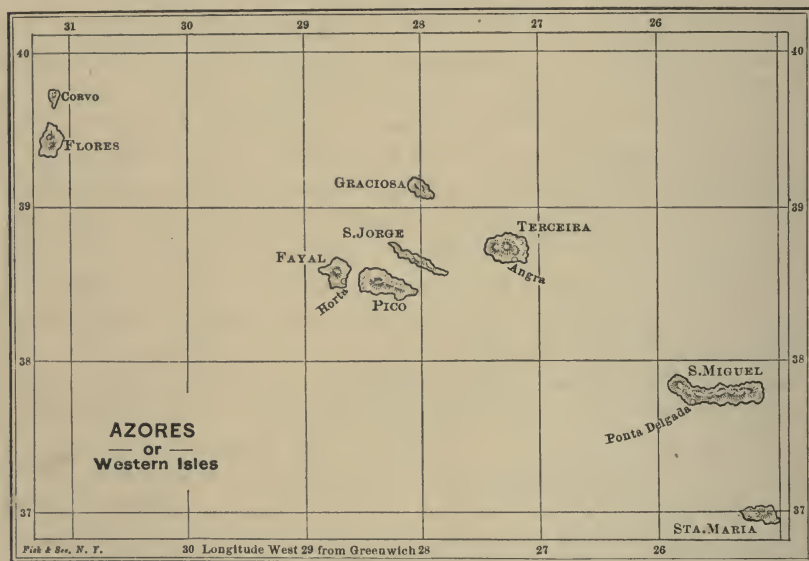 31 30 29 28 27 26
40 40
CORVO
FLORES
GRACIOSA
39 39
S. JORGE
TERCEIRA
FAYAL
Angra
Horta
PICO
38 38
S. MIGUEL
Ponta Delgada
AZORES
or
Western Isles
37 37
STA. MARIA
Fisk & See, N. Y.
30 Longitude West 29 from Greenwich 28 27 26